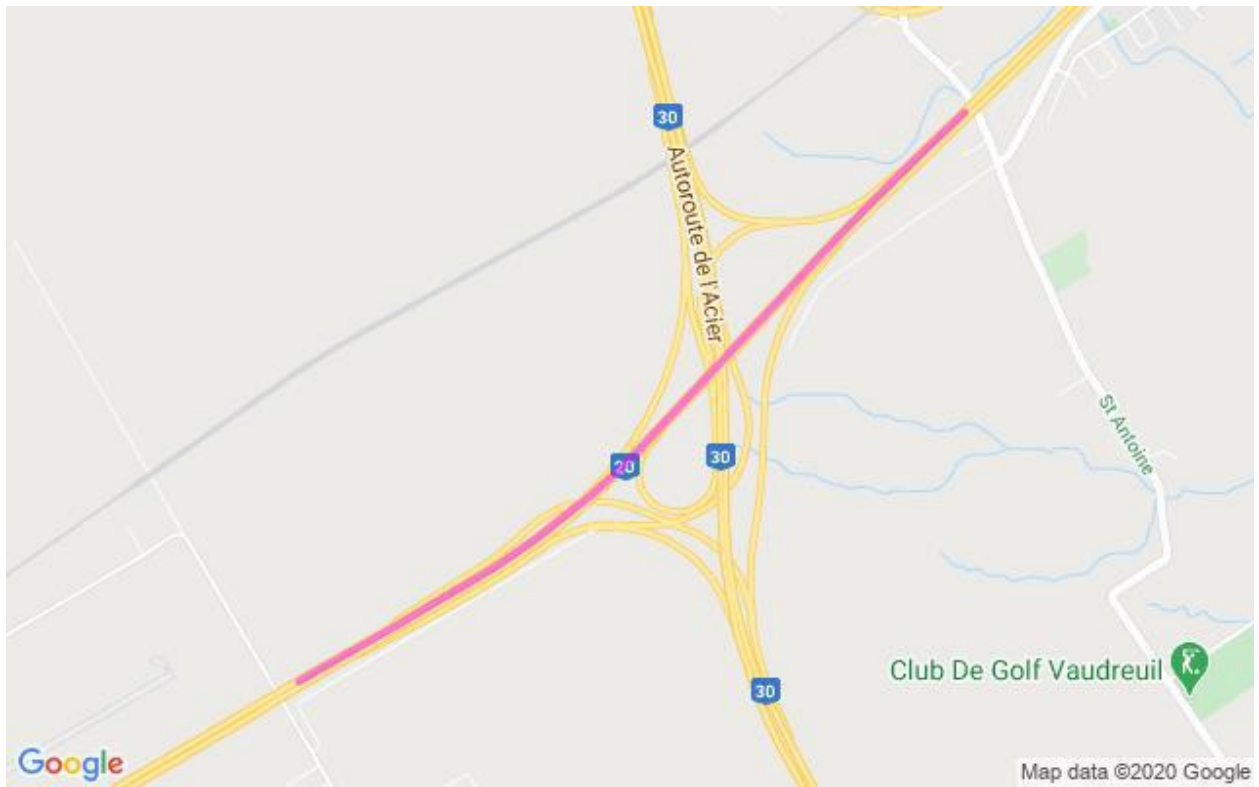 30
Autoroute de l'Acier
St Antoine
20
30
Club De Golf Vaudreuil
30
Google
Map data ©2020 Google